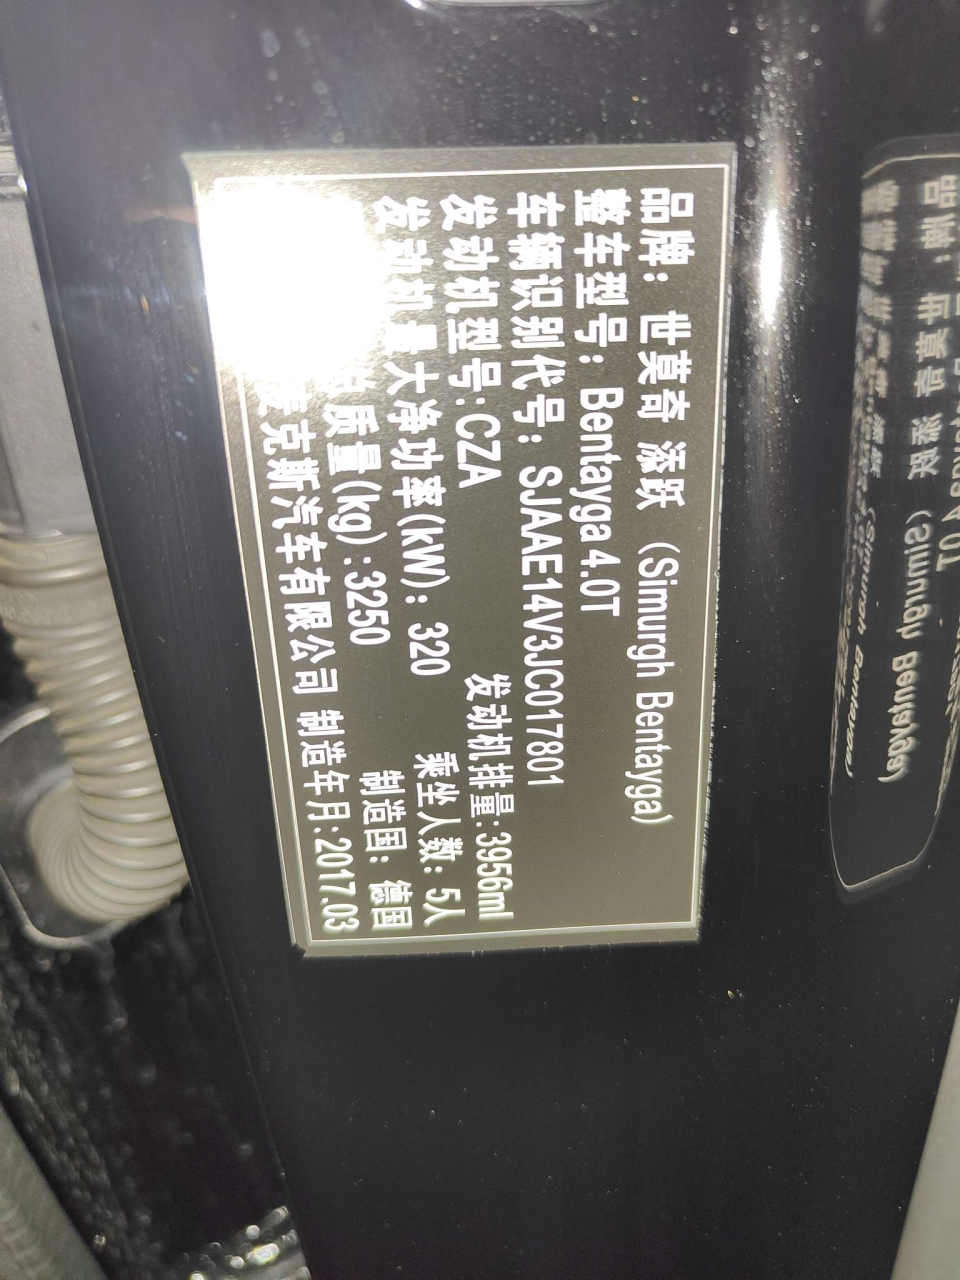 品牌: 世莫奇 添跃 (Simurgh Bentayga)
整车型号: Bentayga 4.0T
车辆识别代号: SJAAE14V3JC017801
发动机型号:CZA 发动机排量:3956ml
发动机最大净功率(kW): 320 乘坐人数: 5人
质量(kg):3250 制造国: 德国
麦克斯汽车有限公司 制造年月:2017.03